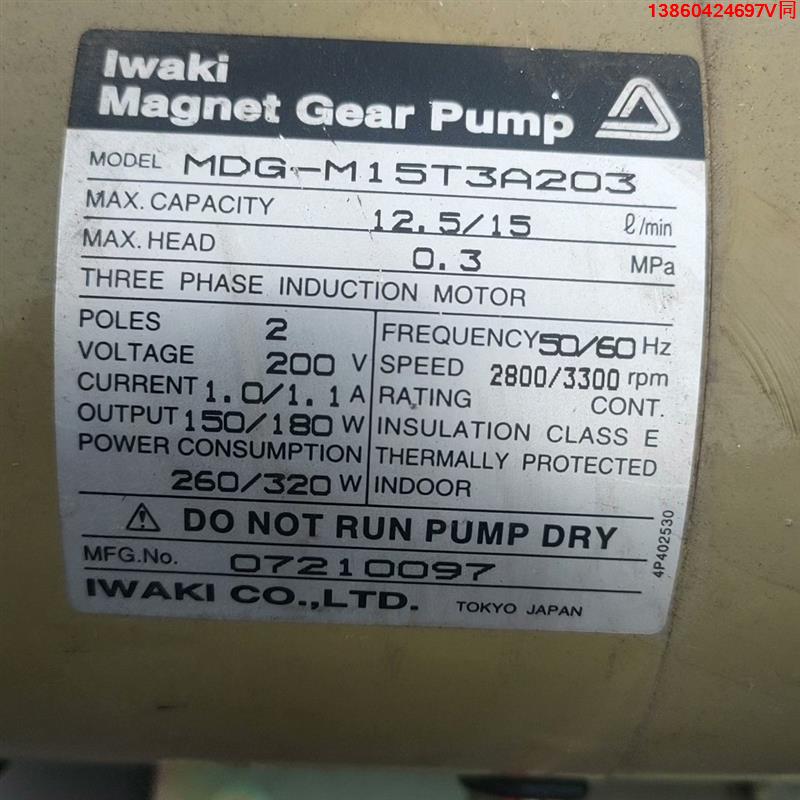 13860424697V同
Iwaki
Magnet Gear Pump
MODEL MDG-M15T3A203
MAX. CAPACITY 12.5/15 ℓ/min
MAX. HEAD 0.3 MPa
THREE PHASE INDUCTION MOTOR
POLES 2
VOLTAGE 200 V
CURRENT 1.0/1.1 A
OUTPUT 150/180 W
POWER CONSUMPTION
260/320 W
FREQUENCY 50/60 Hz
SPEED 2800/3300 rpm
RATING CONT.
INSULATION CLASS E
THERMALLY PROTECTED
INDOOR
DO NOT RUN PUMP DRY
MFG.No. 07210097
IWAKI CO.,LTD. TOKYO JAPAN
4P402530